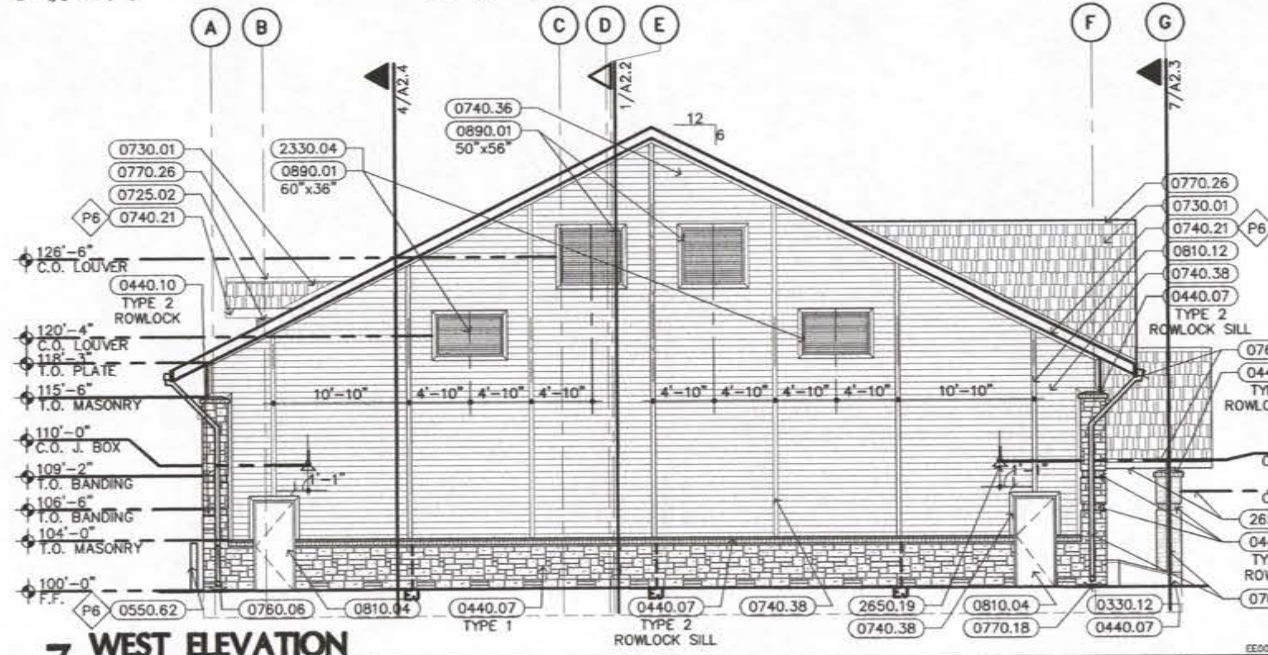 A B C D E F G
4/A2.4
1/A2.2
7/A2.3
12
6
0740.36
0890.01
50"x56"
2330.04
0890.01
60"x36"
0730.01
0770.26
0725.02
P6 0740.21
126'-6"
C.O. LOUVER
0440.10
TYPE 2
ROWLOCK
120'-4"
C.O. LOUVER
118'-3"
T.O. PLATE
115'-6"
T.O. MASONRY
110'-0"
C.O. J. BOX
109'-2"
T.O. BANDING
106'-6"
T.O. BANDING
104'-0"
T.O. MASONRY
100'-0"
F.F.
0770.26
0730.01
0740.21 P6
0810.12
0740.38
0440.07
TYPE 2
ROWLOCK SILL
10'-10" 4'-10" 4'-10" 4'-10" 4'-10" 4'-10" 4'-10" 4'-10" 10'-10"
1'-1" 1'-1"
P6 0550.62 0760.06 0810.04 0440.07 0440.07 0740.38 2650.19 0810.04 0330.12
TYPE 1
TYPE 2
ROWLOCK SILL
0740.38 0770.18 0440.07
7 WEST ELEVATION